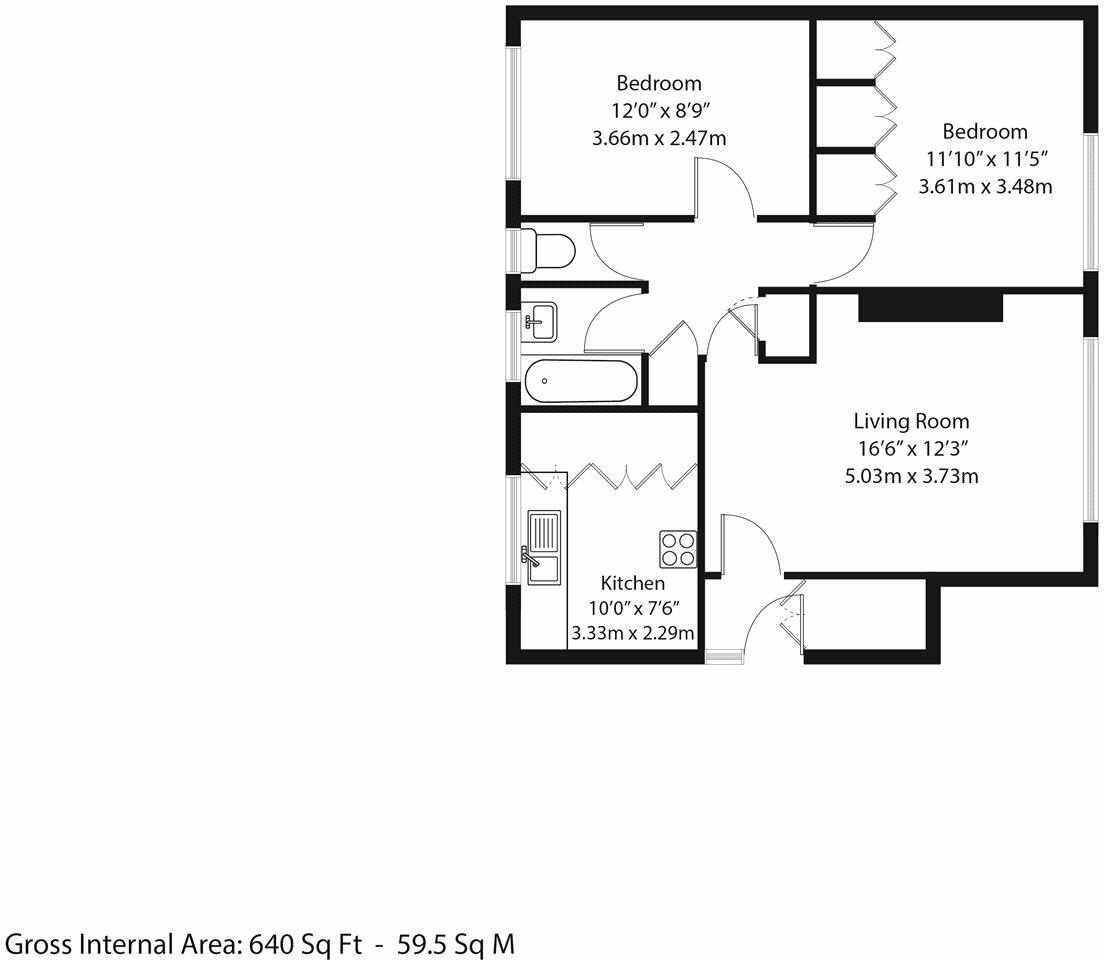 Bedroom
12'0" x 8'9"
3.66m x 2.47m
Bedroom
11'10" x 11'5"
3.61m x 3.48m
Living Room
16'6" x 12'3"
5.03m x 3.73m
Kitchen
10'0" x 7'6"
3.33m x 2.29m
Gross Internal Area: 640 Sq Ft - 59.5 Sq M